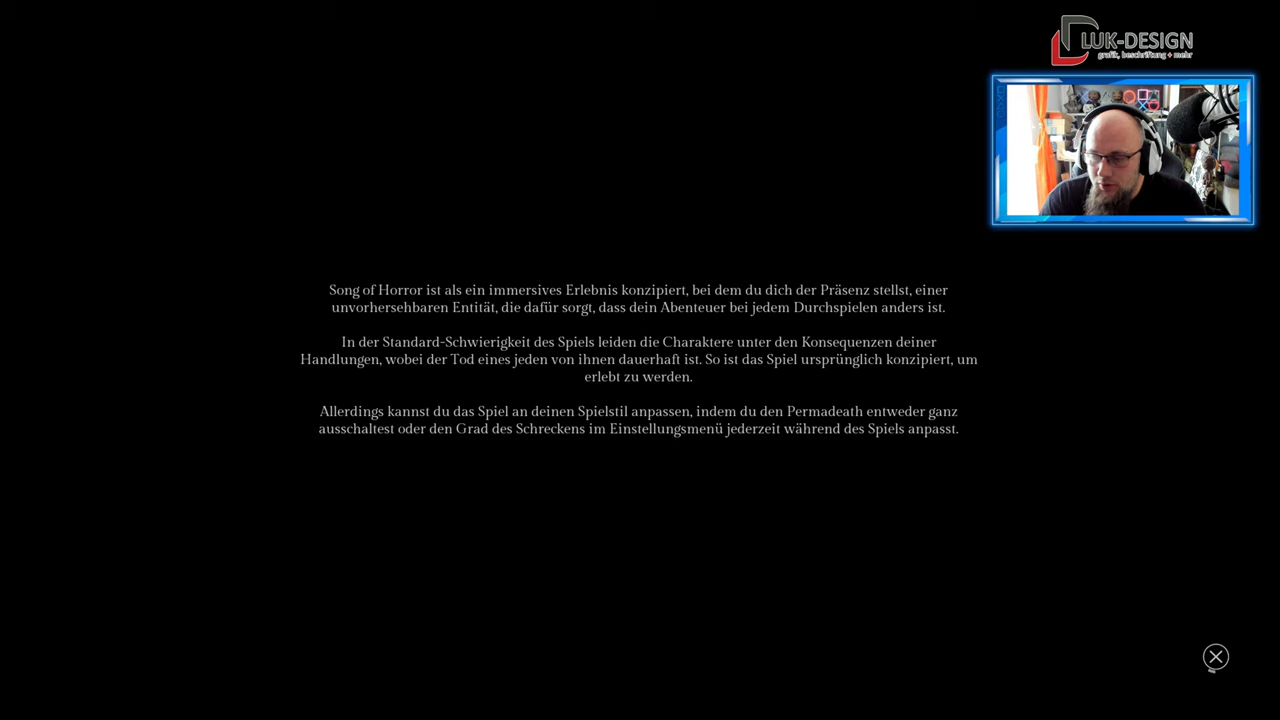 LUK-DESIGN
grafik, beschriftung + mehr
Song of Horror ist als ein immersives Erlebnis konzipiert, bei dem du dich der Präsenz stellst, einer
unvorhersehbaren Entität, die dafür sorgt, dass dein Abenteuer bei jedem Durchspielen anders ist.
In der Standard-Schwierigkeit des Spiels leiden die Charaktere unter den Konsequenzen deiner
Handlungen, wobei der Tod eines jeden von ihnen dauerhaft ist. So ist das Spiel ursprünglich konzipiert, um
erlebt zu werden.
Allerdings kannst du das Spiel an deinen Spielstil anpassen, indem du den Permadeath entweder ganz
ausschaltest oder den Grad des Schreckens im Einstellungsmenü jederzeit während des Spiels anpasst.